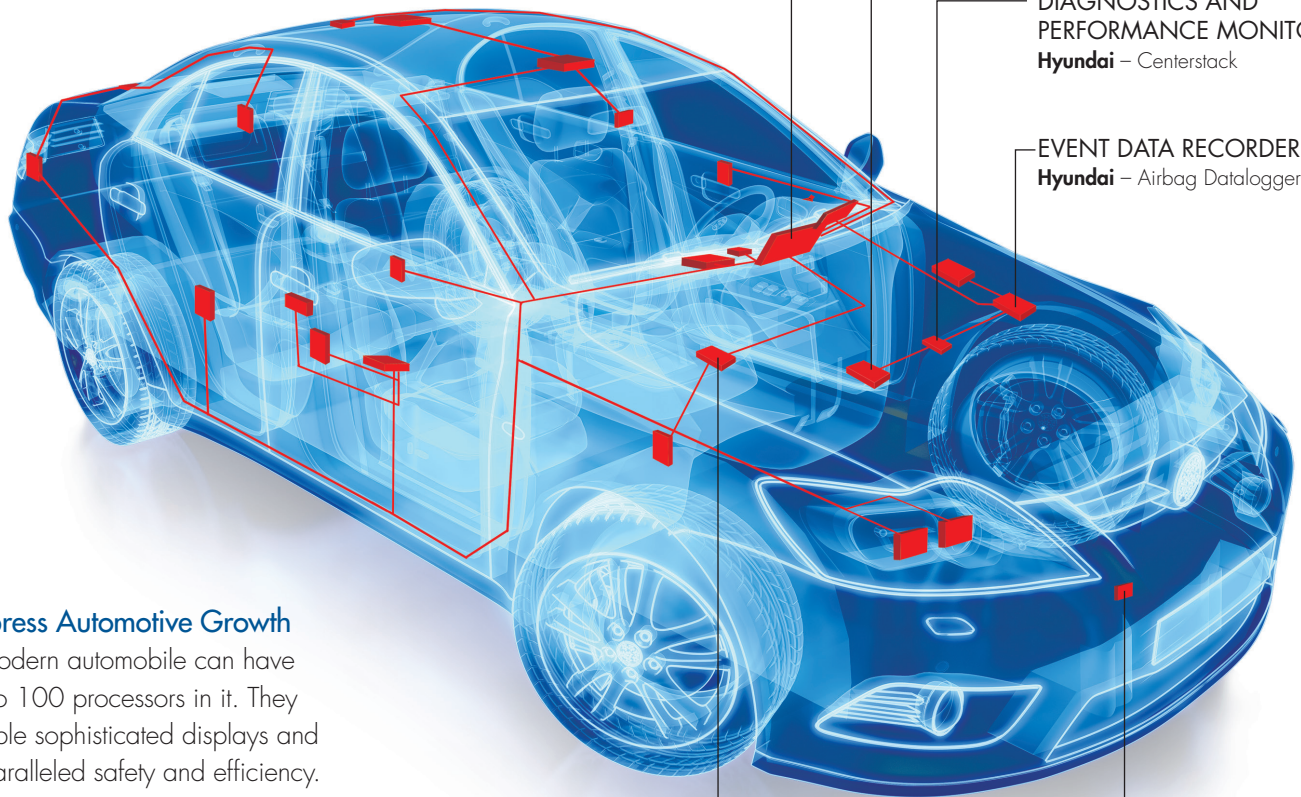 DIAGNOSTICS AND
PERFORMANCE MONITO
Hyundai – Centerstack
EVENT DATA RECORDER
Hyundai – Airbag Datalogger
press Automotive Growth
odern automobile can have
o 100 processors in it. They
ble sophisticated displays and
aralleled safety and efficiency.